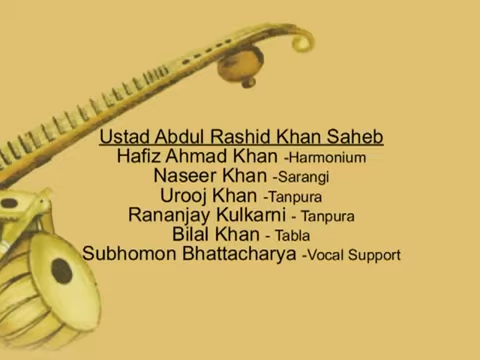 Ustad Abdul Rashid Khan Saheb
Hafiz Ahmad Khan -Harmonium
Naseer Khan -Sarangi
Urooj Khan -Tanpura
Rananjay Kulkarni - Tanpura
Bilal Khan - Tabla
Subhomon Bhattacharya -Vocal Support